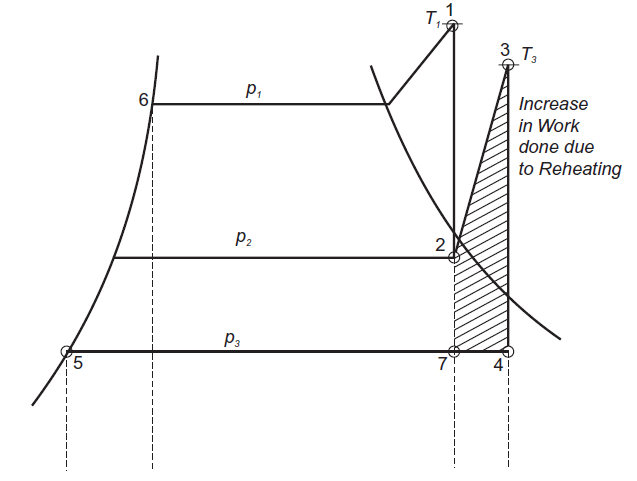 1
T₁
3
T₃
6
p₁
Increase
in Work
done due
to Reheating
p₂
2
p₃
5
7
4